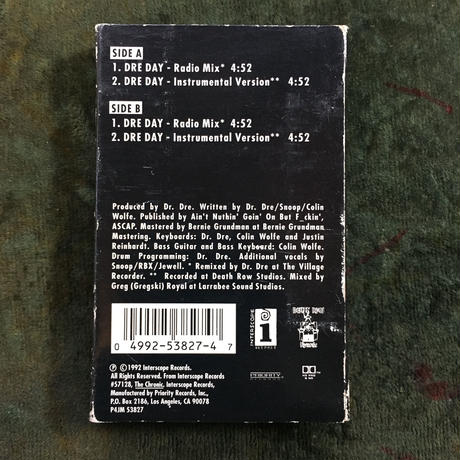 SIDE A
1. DRE DAY - Radio Mix* 4:52
2. DRE DAY - Instrumental Version** 4:52
SIDE B
1. DRE DAY - Radio Mix* 4:52
2. DRE DAY - Instrumental Version** 4:52
Produced by Dr. Dre. Written by Dr. Dre/Snoop/Colin
Wolfe. Published by Ain't Nuthin' Goin' On But F_ckin',
ASCAP. Mastered by Bernie Grundman at Bernie Grundman
Mastering. Keyboards: Dr. Dre, Colin Wolfe and Justin
Reinhardt. Bass Guitar and Bass Keyboard: Colin Wolfe.
Drum Programming: Dr. Dre. Additional vocals by
Snoop/RBX/Jewell. * Remixed by Dr. Dre at The Village
Recorder. ** Recorded at Death Row Studios. Mixed by
Greg (Gregski) Royal at Larrabee Sound Studios.
0 4992-53827-4 7
INTERSCOPE
i
RECORDS
DEATH ROW
Records
Ⓟ © 1992 Interscope Records.
All Rights Reserved. From Interscope Records
#57128, The Chronic. Interscope Records,
Manufactured by Priority Records, Inc.,
P.O. Box 2186, Los Angeles, CA 90078
P4JM 53827
PRIORITY